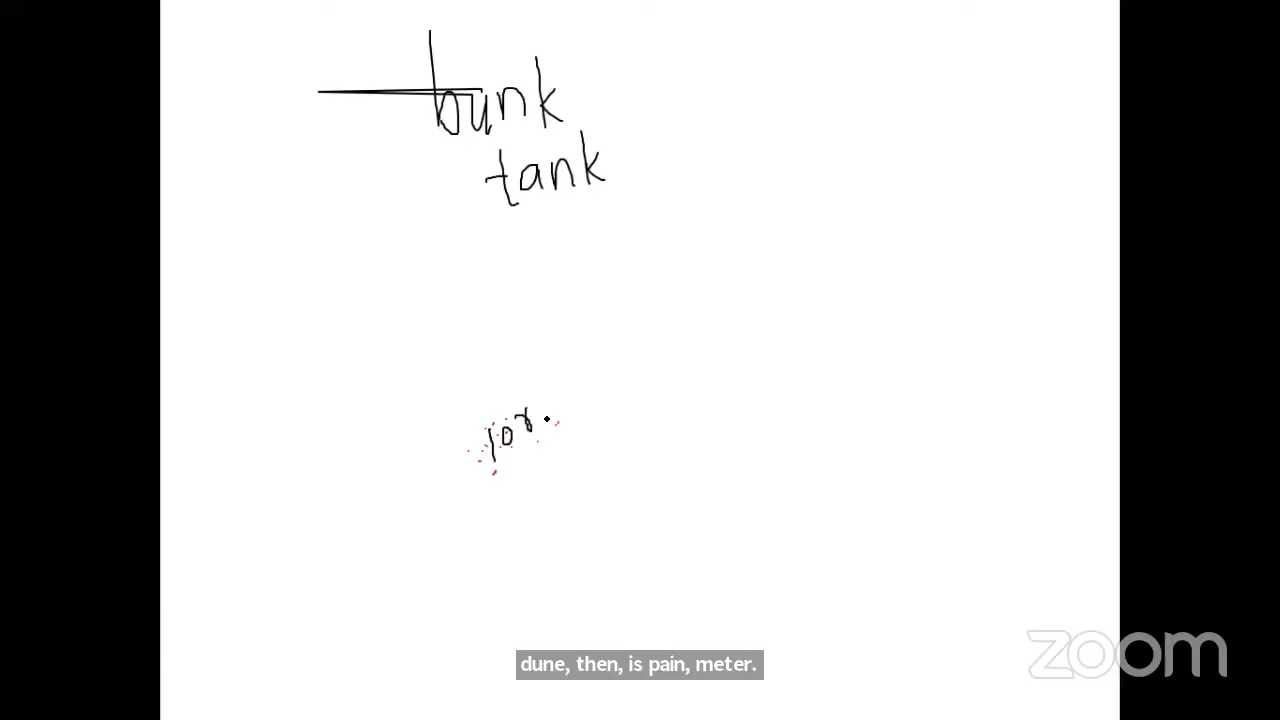 bunk
tank
dune, then, is pain, meter.
zoom